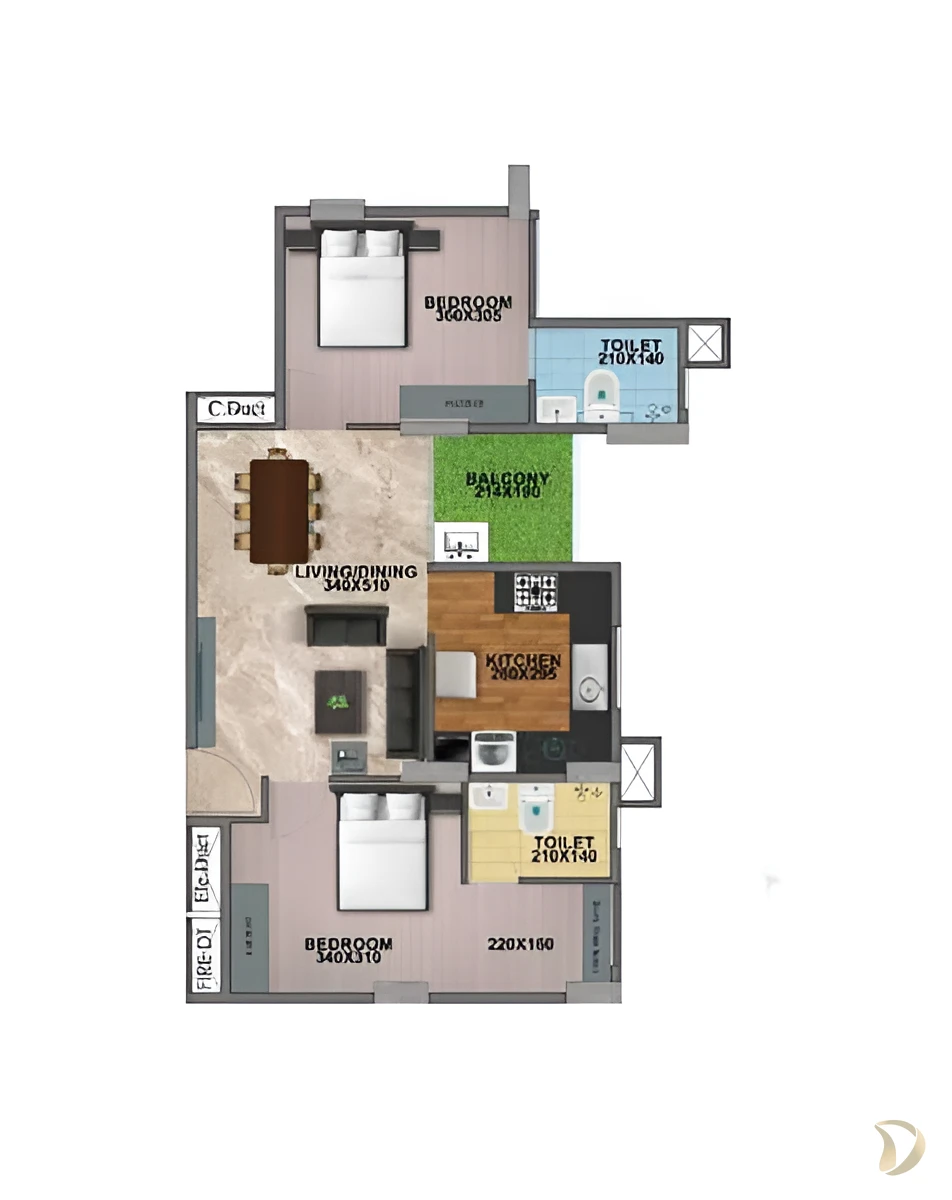 BEDROOM
360X305
TOILET
210X140
C.Duct
BALCONY
214X190
LIVING/DINING
340X510
KITCHEN
TOILET
210X140
Elc.Duct
BEDROOM
340X310
220X160
FIRE-DT